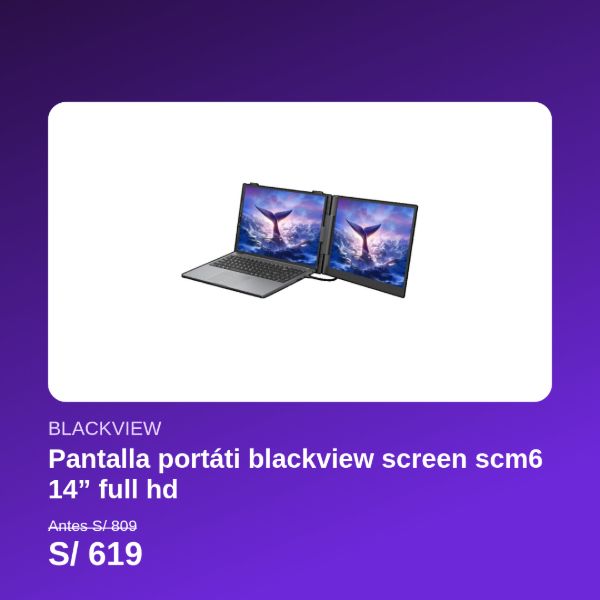 BLACKVIEW
Pantalla portáti blackview screen scm6
14” full hd
Antes S/ 809
S/ 619